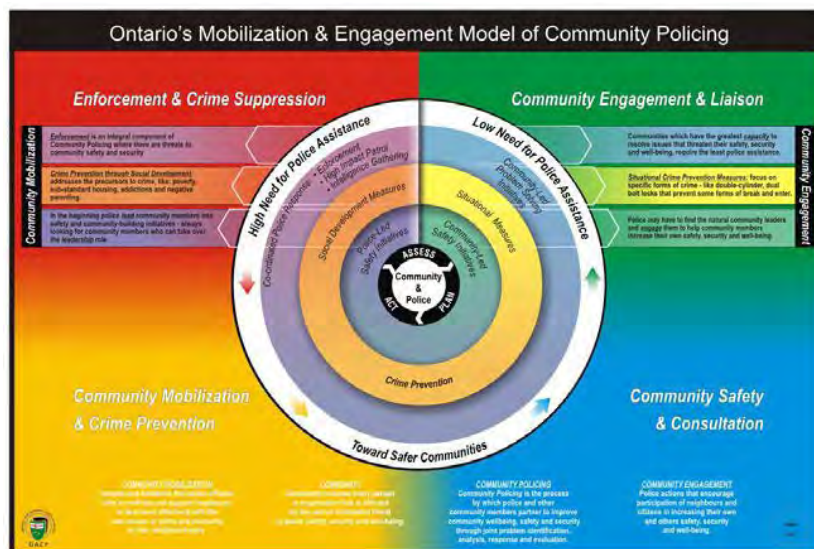 Ontario's Mobilization & Engagement Model of Community Policing
Enforcement & Crime Suppression
Community Engagement & Liaison
Community Mobilization
Enforcement is an integral component of
Community Policing where there are threats to
community safety and security
Crime Prevention through Social Development
addresses the precursors to crime, like: poverty,
sub-standard housing, addictions and negative
parenting.
In the beginning police lead community members into
safety and community-building initiatives - always
looking for community members who can take over
the leadership role
Communities which have the greatest capacity to
resolve issues that threaten their safety, security
and well-being, require the least police assistance.
Situational Crime Prevention Measures: focus on
specific forms of crime - like double-cylinder, dual
bolt locks that prevent some forms of break and enter.
Police may have to find the natural community leaders
and engage them to help community members
increase their own safety, security and well-being.
Community Engagement
High Need for Police Assistance
Low Need for Police Assistance
Co-ordinated Police Response
• Enforcement
• High Impact Patrol
• Intelligence Gathering
Social Development Measures
Police-Led
Safety Initiatives
Community-Led
Problem-Solving
Initiatives
Situational Measures
Community-Led
Safety Initiatives
ASSESS
Community
&
Police
ACT
PLAN
Crime Prevention
Toward Safer Communities
Community Mobilization
& Crime Prevention
Community Safety
& Consultation
COMMUNITY MOBILIZATION
COMMUNITY
COMMUNITY POLICING
Community Policing is the process
by which police and other
community members partner to improve
community wellbeing, safety and security
through joint problem identification,
analysis, response and evaluation.
COMMUNITY ENGAGEMENT
Police actions that encourage
participation of neighbours and
citizens in increasing their own
and others safety, security
and well-being.
OACP